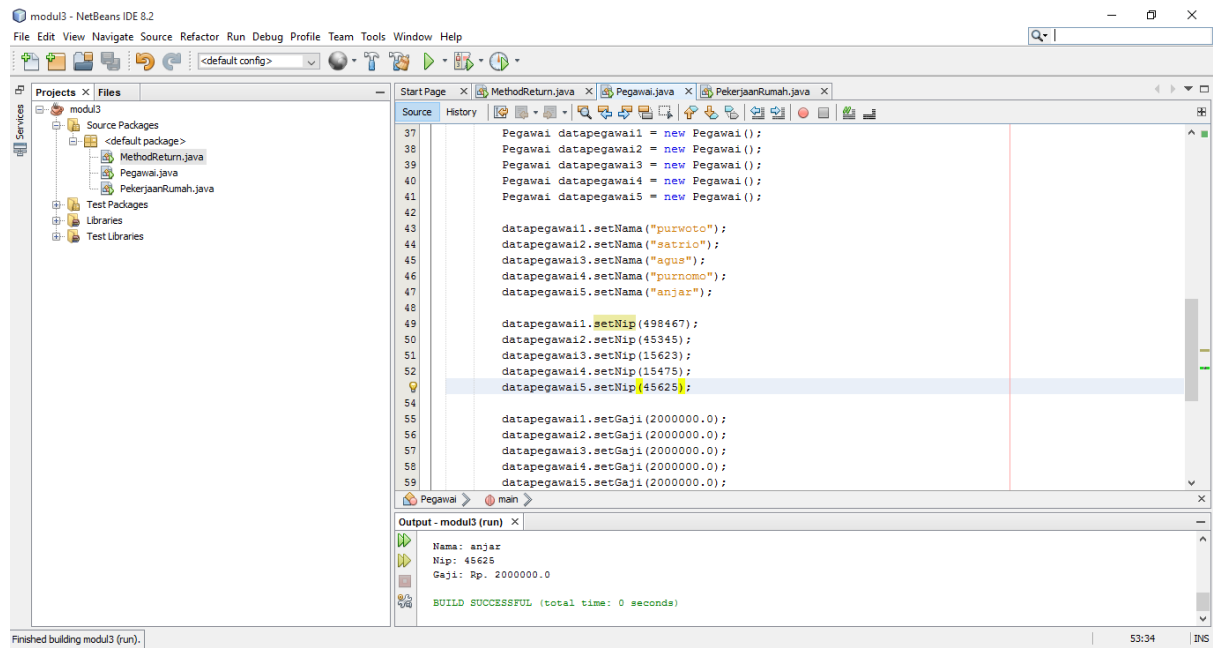 modul3 - NetBeans IDE 8.2
File Edit View Navigate Source Refactor Run Debug Profile Team Tools Window Help
<default config>
Projects × Files
Services
modul3
Source Packages
<default package>
MethodReturn.java
Pegawai.java
PekerjaanRumah.java
Test Packages
Libraries
Test Libraries
Start Page × MethodReturn.java × Pegawai.java × PekerjaanRumah.java ×
Source History
37 Pegawai datapegawai1 = new Pegawai();
38 Pegawai datapegawai2 = new Pegawai();
39 Pegawai datapegawai3 = new Pegawai();
40 Pegawai datapegawai4 = new Pegawai();
41 Pegawai datapegawai5 = new Pegawai();
42
43 datapegawai1.setNama("purwoto");
44 datapegawai2.setNama("satrio");
45 datapegawai3.setNama("agus");
46 datapegawai4.setNama("purnomo");
47 datapegawai5.setNama("anjar");
48
49 datapegawai1.setNip(498467);
50 datapegawai2.setNip(45345);
51 datapegawai3.setNip(15623);
52 datapegawai4.setNip(15475);
datapegawai5.setNip(45625);
54
55 datapegawai1.setGaji(2000000.0);
56 datapegawai2.setGaji(2000000.0);
57 datapegawai3.setGaji(2000000.0);
58 datapegawai4.setGaji(2000000.0);
59 datapegawai5.setGaji(2000000.0);
Pegawai main
Output - modul3 (run) ×
Nama: anjar
Nip: 45625
Gaji: Rp. 2000000.0
BUILD SUCCESSFUL (total time: 0 seconds)
Finished building modul3 (run).
53:34 INS